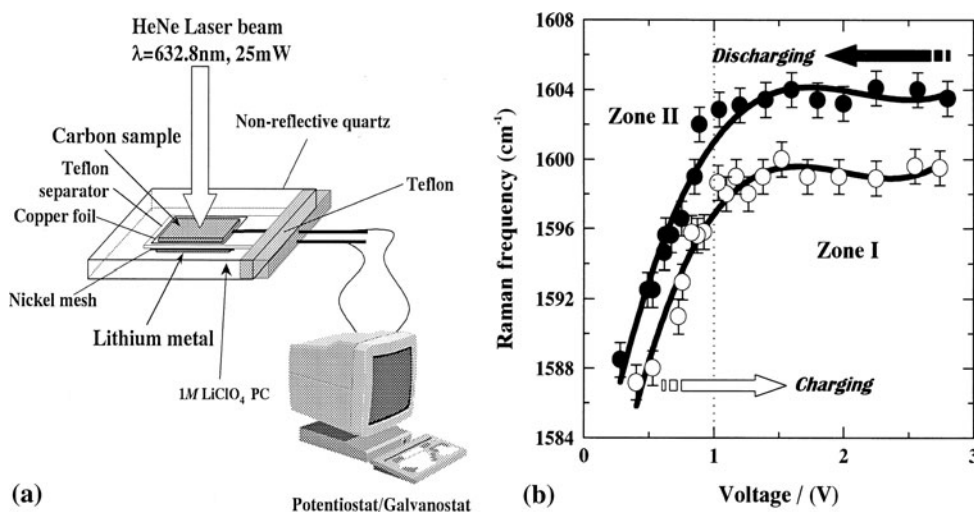 HeNe Laser beam
λ=632.8nm, 25mW
Carbon sample
Teflon
separator
Copper foil
Nickel mesh
Lithium metal
Non-reflective quartz
Teflon
1M LiClO₄ PC
Potentiostat/Galvanostat
(a)
Raman frequency (cm⁻¹)
1608
1604
1600
1596
1592
1588
1584
Discharging
Zone II
Zone I
Charging
0
1
2
3
Voltage / (V)
(b)